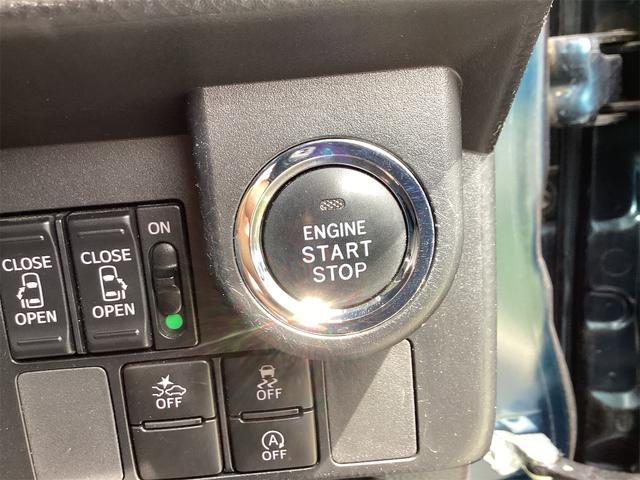 ENGINE
START
STOP
CLOSE
OPEN
CLOSE
OPEN
ON
OFF
OFF
A
OFF